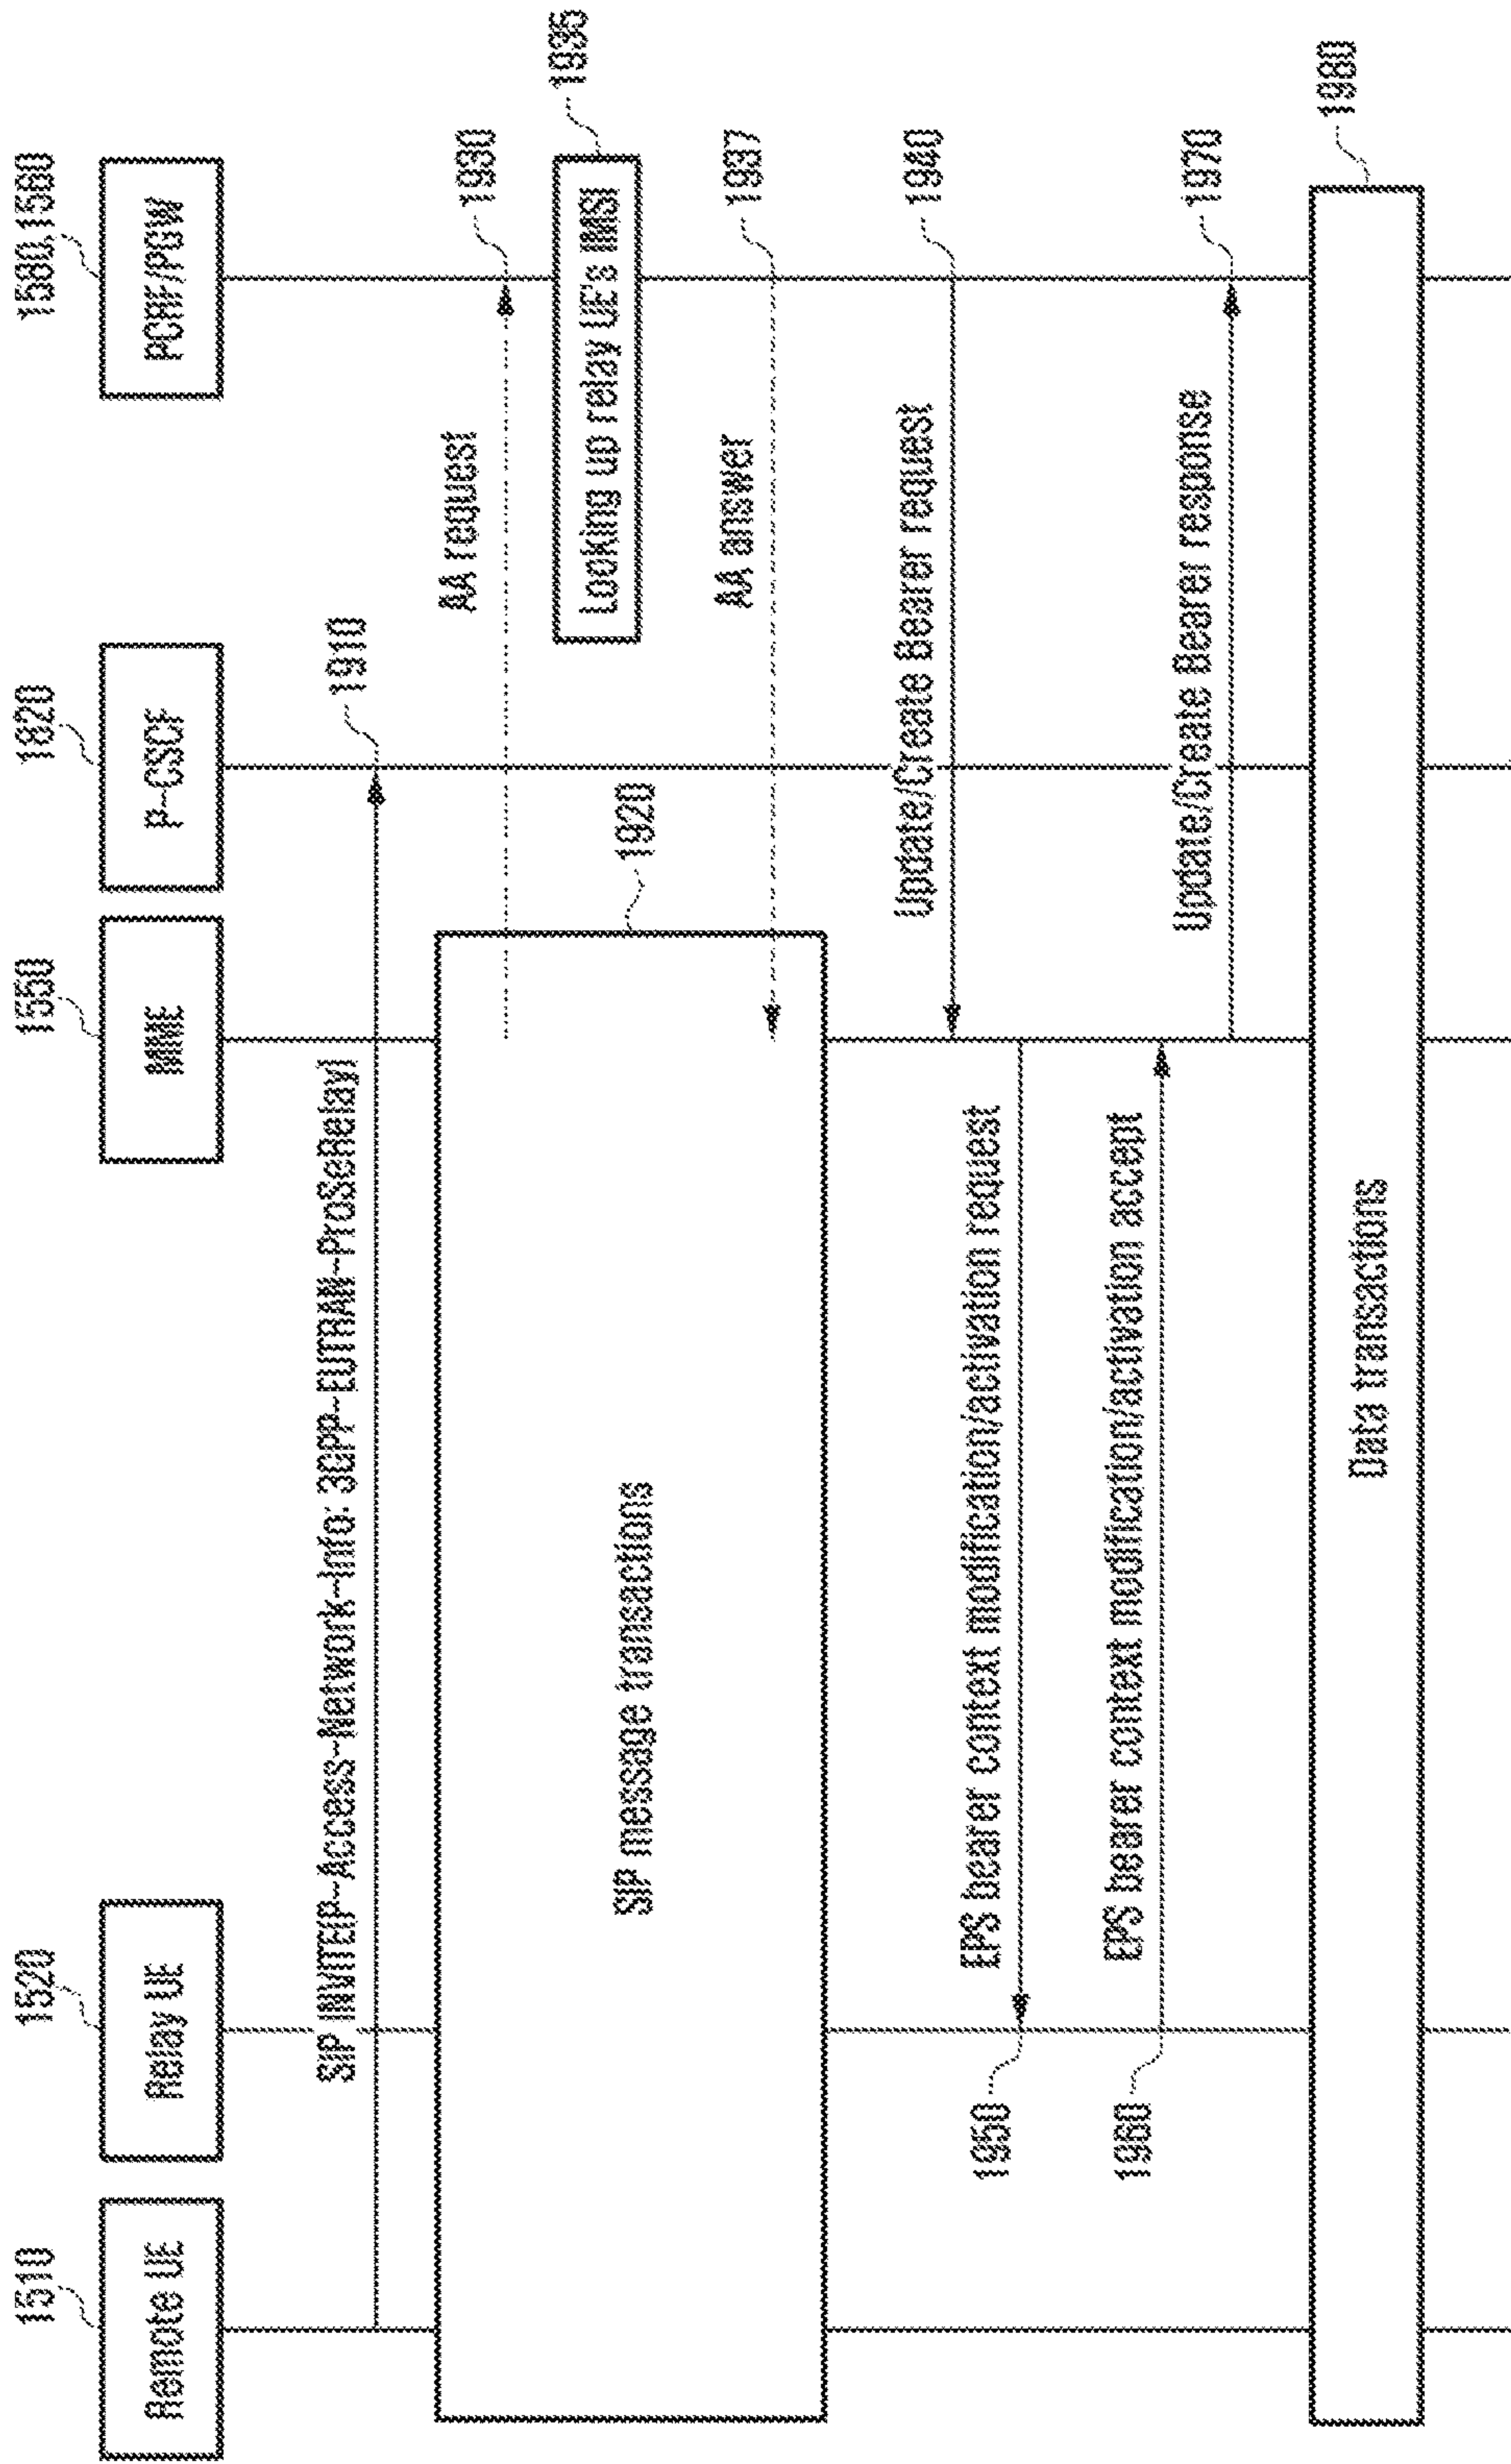 1510
Remote UE
1520
Relay UE
1550
MME
1820
P-CSCF
1580, 1560
PCRF/PGW
SIP INVITE[P-Access-Network-Info: 3GPP-EUTRAN-ProSeRelay]
1910
AA request
1930
SIP message transactions
1920
Looking up relay UE's IMSI
1935
AA answer
1937
Update/Create Bearer request
1940
EPS bearer context modification/activation request
1950
EPS bearer context modification/activation accept
1960
Update/Create Bearer response
1970
Data transactions
1980